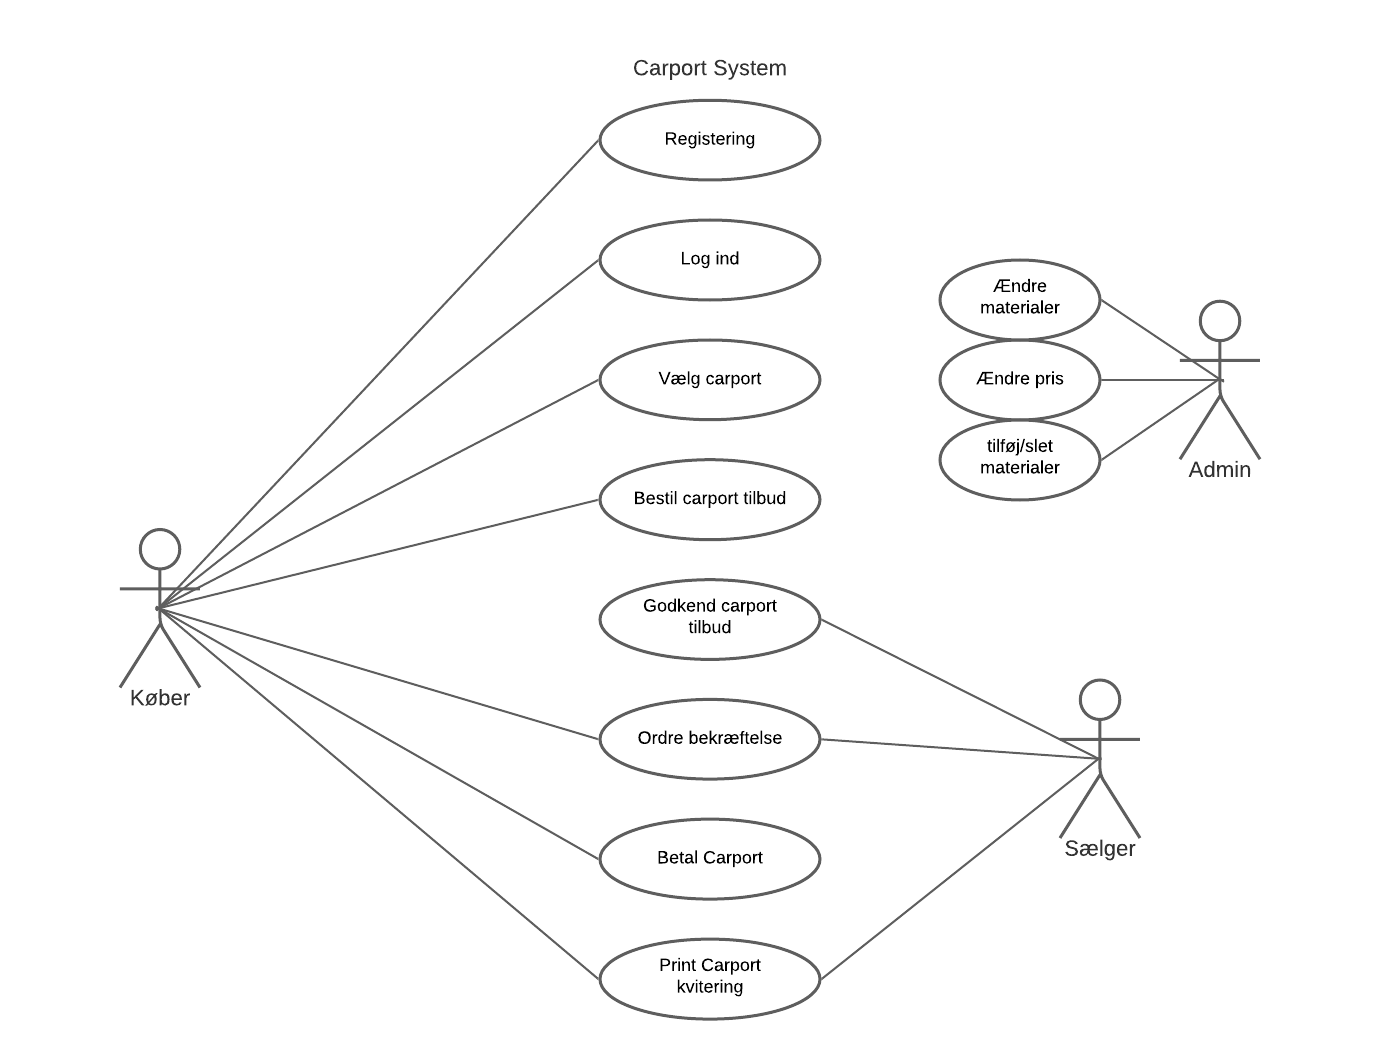 Carport System
Registering
Log ind
Vælg carport
Bestil carport tilbud
Godkend carport
tilbud
Ordre bekræftelse
Betal Carport
Print Carport
kvitering
Køber
Ændre
materialer
Ændre pris
tilføj/slet
materialer
Admin
Sælger